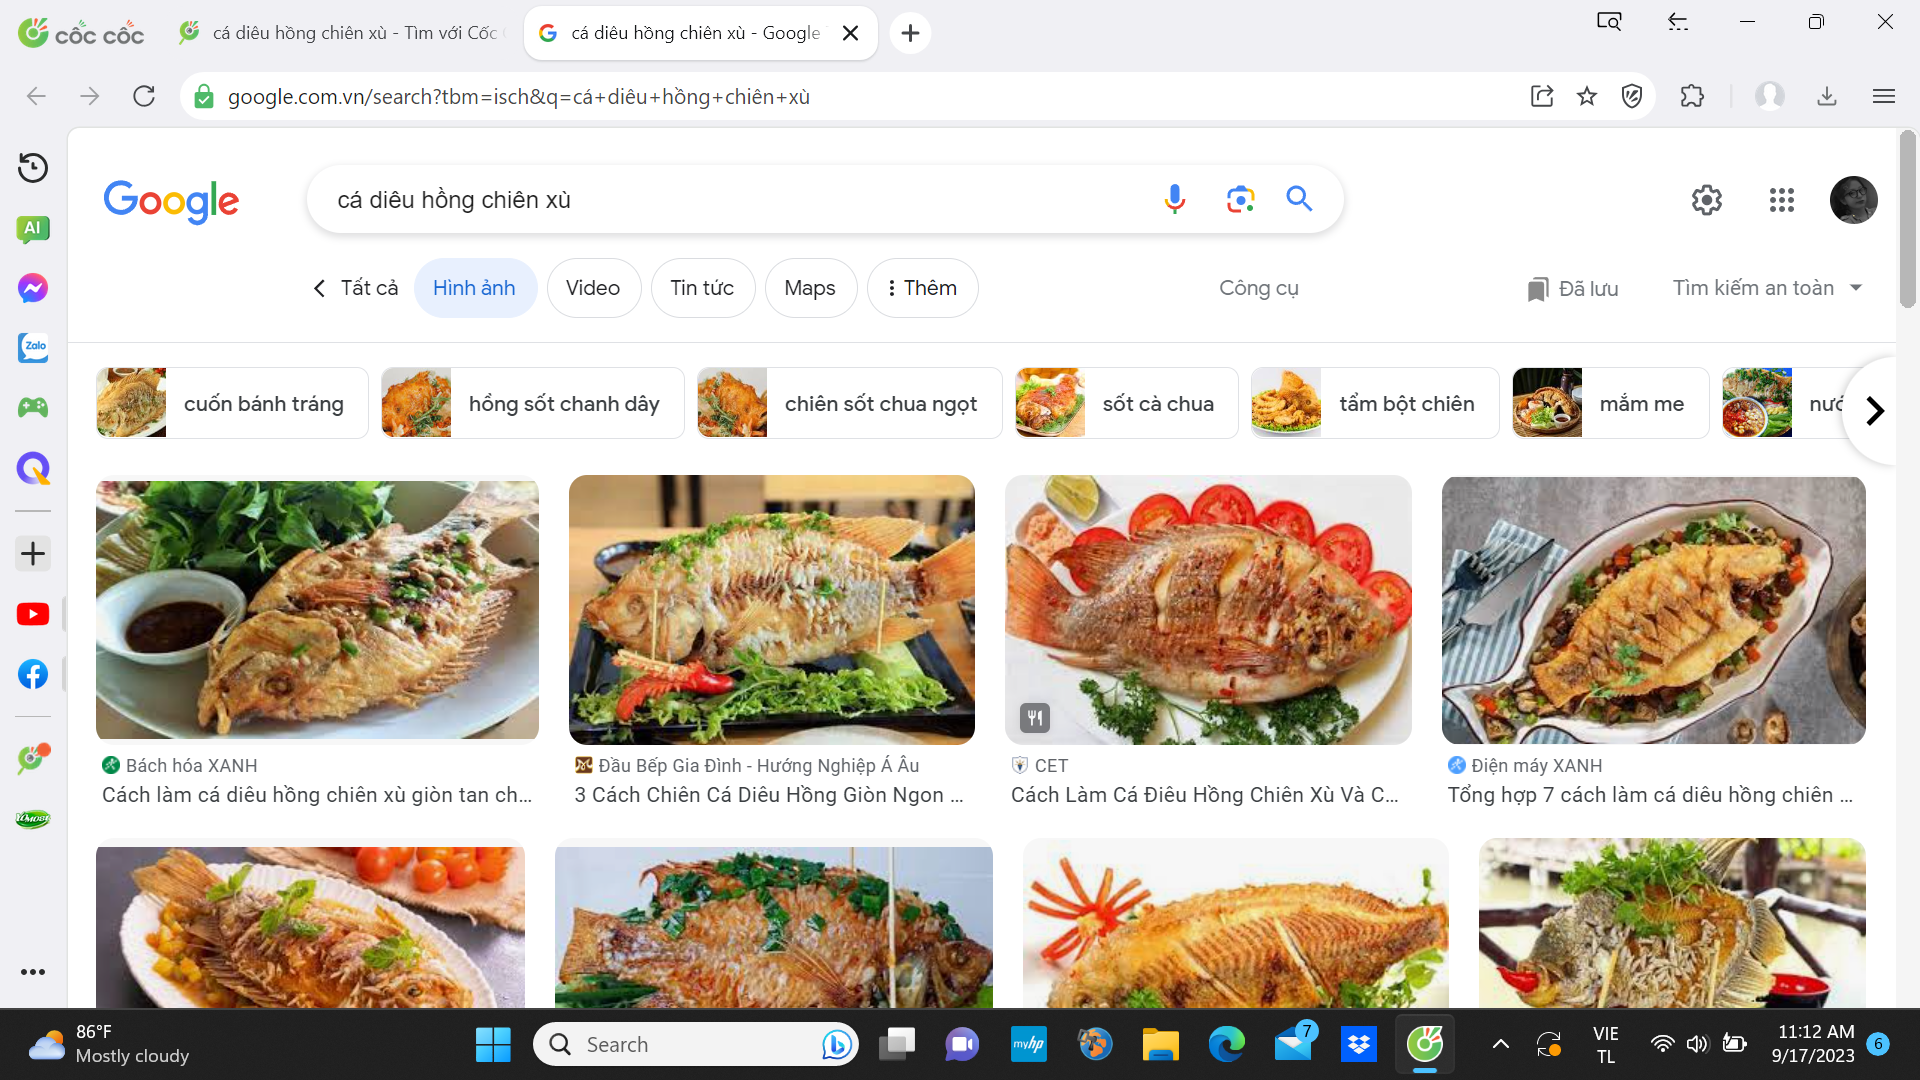 cốc cốc
cá diêu hồng chiên xù - Tìm với Cốc
cá diêu hồng chiên xù - Google
google.com.vn/search?tbm=isch&q=cá+diêu+hồng+chiên+xù
AI
Google
cá diêu hồng chiên xù
Zalo
Tất cả
Hình ảnh
Video
Tin tức
Maps
Thêm
Công cụ
Đã lưu
Tìm kiếm an toàn
cuốn bánh tráng
hồng sốt chanh dây
chiên sốt chua ngọt
sốt cà chua
tẩm bột chiên
mắm me
Bách hóa XANH
Cách làm cá diêu hồng chiên xù giòn tan ch...
Đầu Bếp Gia Đình - Hướng Nghiệp Á Âu
3 Cách Chiên Cá Diêu Hồng Giòn Ngon ...
CET
Cách Làm Cá Điêu Hồng Chiên Xù Và C...
Điện máy XANH
Tổng hợp 7 cách làm cá diêu hồng chiên ...
86°F
Mostly cloudy
Search
myhp
7
VIE
TL
11:12 AM
9/17/2023
6